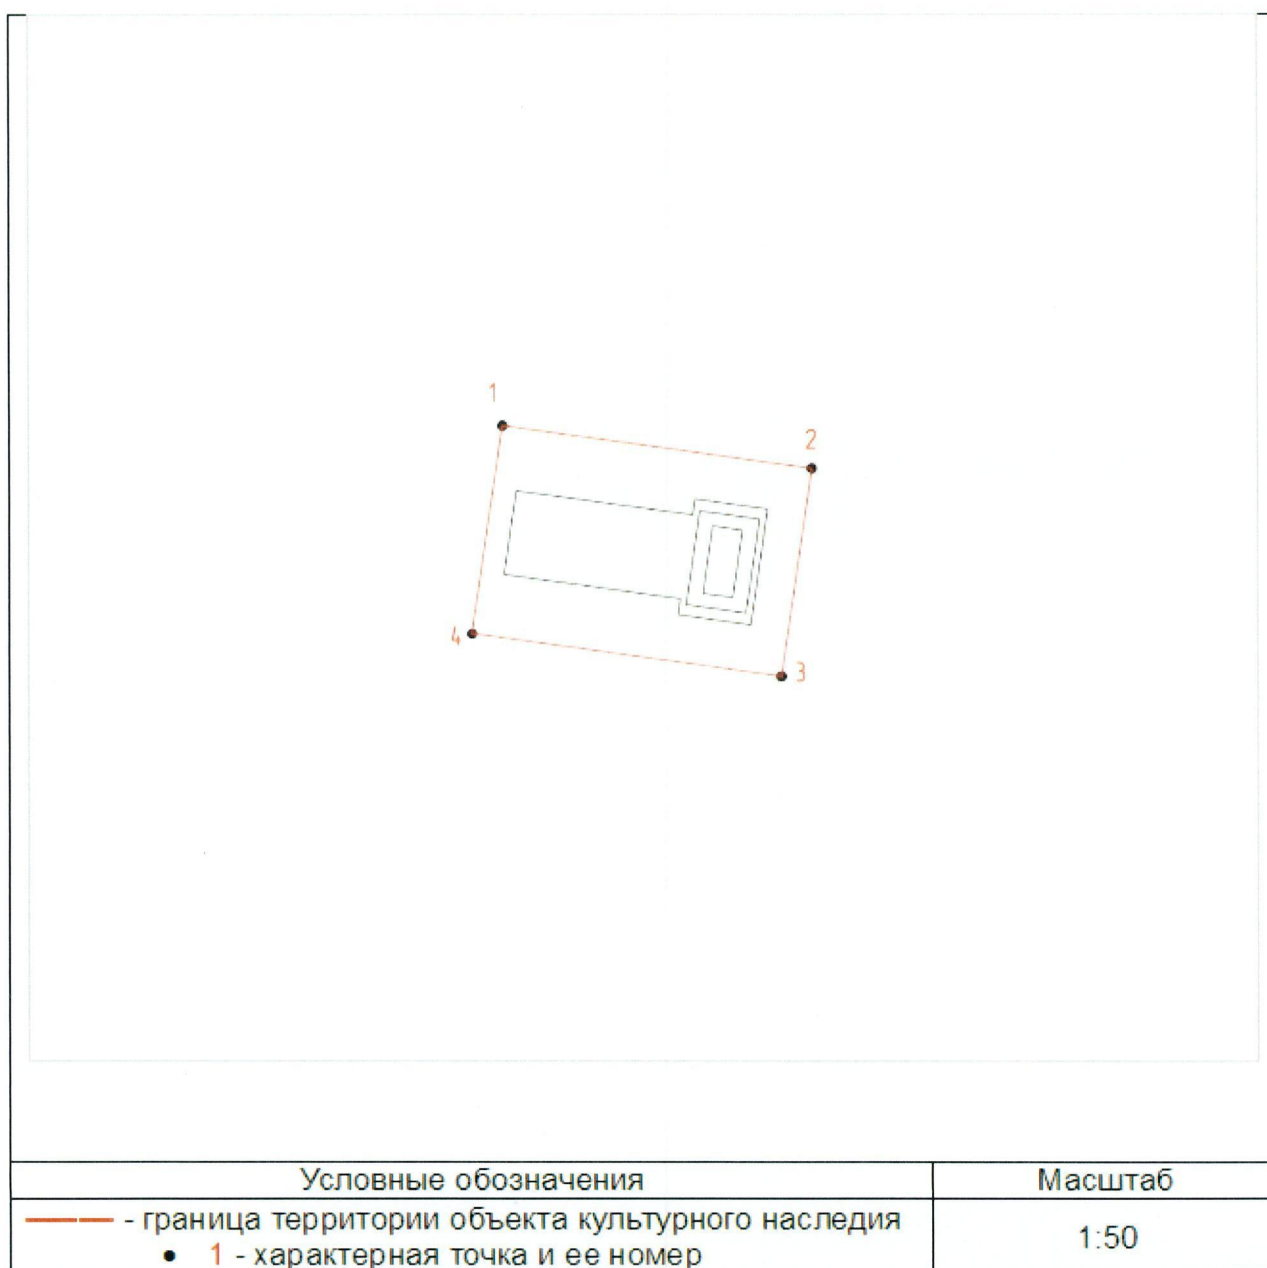 1
2
3
4
Условные обозначения
Масштаб
- граница территории объекта культурного наследия
1 - характерная точка и ее номер
1:50